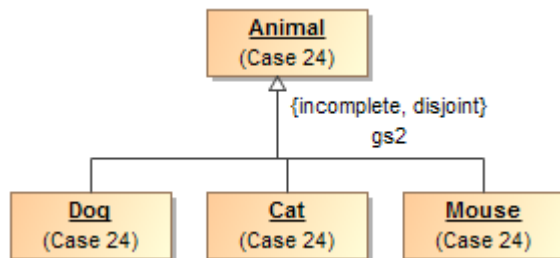 Animal
(Case 24)
{incomplete, disjoint}
gs2
Dog
(Case 24)
Cat
(Case 24)
Mouse
(Case 24)